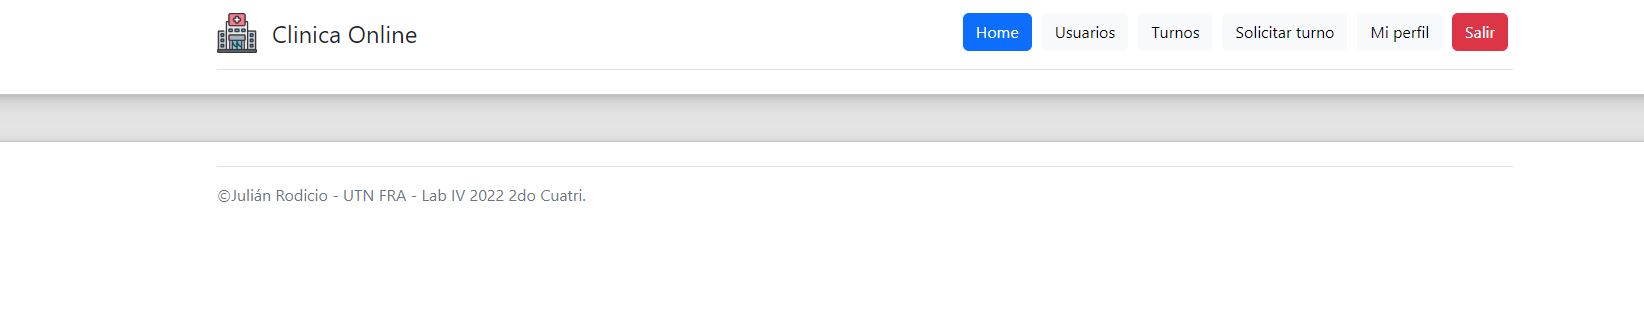 Clinica Online
Home Usuarios Turnos Solicitar turno Mi perfil Salir
©Julián Rodicio - UTN FRA - Lab IV 2022 2do Cuatri.